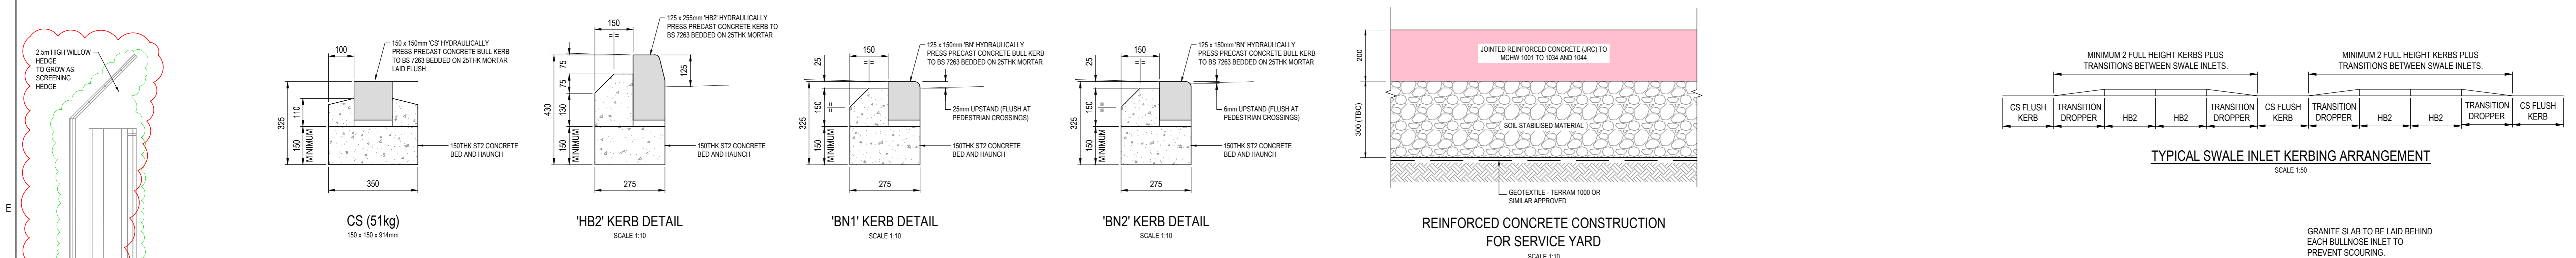 E
2.5m HIGH WILLOW
HEDGE
TO GROW AS
SCREENING
HEDGE
100
150 x 150mm 'CS' HYDRAULICALLY
PRESS PRECAST CONCRETE BULL KERB
TO BS 7263 BEDDED ON 25THK MORTAR
LAID FLUSH
325
110
150
MINIMUM
150THK ST2 CONCRETE
BED AND HAUNCH
350
CS (51kg)
150 x 150 x 914mm
150
=
=
125 x 255mm 'HB2' HYDRAULICALLY
PRESS PRECAST CONCRETE KERB TO
BS 7263 BEDDED ON 25THK MORTAR
75
75
125
430
130
150
MINIMUM
150THK ST2 CONCRETE
BED AND HAUNCH
275
'HB2' KERB DETAIL
SCALE 1:10
150
=
=
125 x 150mm 'BN' HYDRAULICALLY
PRESS PRECAST CONCRETE BULL KERB
TO BS 7263 BEDDED ON 25THK MORTAR
25
150
=
=
25mm UPSTAND (FLUSH AT
PEDESTRIAN CROSSINGS)
325
150
MINIMUM
150THK ST2 CONCRETE
BED AND HAUNCH
275
'BN1' KERB DETAIL
SCALE 1:10
150
=
=
125 x 150mm 'BN' HYDRAULICALLY
PRESS PRECAST CONCRETE BULL KERB
TO BS 7263 BEDDED ON 25THK MORTAR
25
150
=
=
6mm UPSTAND (FLUSH AT
PEDESTRIAN CROSSINGS)
325
150
MINIMUM
150THK ST2 CONCRETE
BED AND HAUNCH
275
'BN2' KERB DETAIL
SCALE 1:10
200
JOINTED REINFORCED CONCRETE (JRC) TO
MCHW 1001 TO 1034 AND 1044
300 (TBC)
SOIL STABILISED MATERIAL
GEOTEXTILE - TERRAM 1000 OR
SIMILAR APPROVED
REINFORCED CONCRETE CONSTRUCTION
FOR SERVICE YARD
SCALE 1:10
MINIMUM 2 FULL HEIGHT KERBS PLUS
TRANSITIONS BETWEEN SWALE INLETS.
MINIMUM 2 FULL HEIGHT KERBS PLUS
TRANSITIONS BETWEEN SWALE INLETS.
CS FLUSH
KERB
TRANSITION
DROPPER
HB2
HB2
TRANSITION
DROPPER
CS FLUSH
KERB
TRANSITION
DROPPER
HB2
HB2
TRANSITION
DROPPER
CS FLUSH
KERB
TYPICAL SWALE INLET KERBING ARRANGEMENT
SCALE 1:50
GRANITE SLAB TO BE LAID BEHIND
EACH BULLNOSE INLET TO
PREVENT SCOURING.